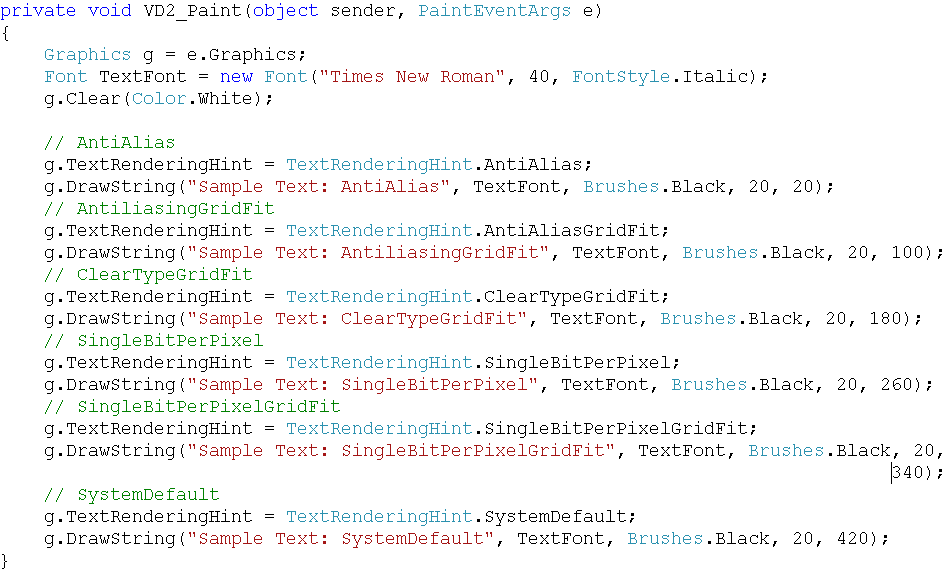 private void VD2_Paint(object sender, PaintEventArgs e)
{
    Graphics g = e.Graphics;
    Font TextFont = new Font("Times New Roman", 40, FontStyle.Italic);
    g.Clear(Color.White);

    // AntiAlias
    g.TextRenderingHint = TextRenderingHint.AntiAlias;
    g.DrawString("Sample Text: AntiAlias", TextFont, Brushes.Black, 20, 20);
    // AntiliasingGridFit
    g.TextRenderingHint = TextRenderingHint.AntiAliasGridFit;
    g.DrawString("Sample Text: AntiliasingGridFit", TextFont, Brushes.Black, 20, 100);
    // ClearTypeGridFit
    g.TextRenderingHint = TextRenderingHint.ClearTypeGridFit;
    g.DrawString("Sample Text: ClearTypeGridFit", TextFont, Brushes.Black, 20, 180);
    // SingleBitPerPixel
    g.TextRenderingHint = TextRenderingHint.SingleBitPerPixel;
    g.DrawString("Sample Text: SingleBitPerPixel", TextFont, Brushes.Black, 20, 260);
    // SingleBitPerPixelGridFit
    g.TextRenderingHint = TextRenderingHint.SingleBitPerPixelGridFit;
    g.DrawString("Sample Text: SingleBitPerPixelGridFit", TextFont, Brushes.Black, 20,
340);
    // SystemDefault
    g.TextRenderingHint = TextRenderingHint.SystemDefault;
    g.DrawString("Sample Text: SystemDefault", TextFont, Brushes.Black, 20, 420);
}